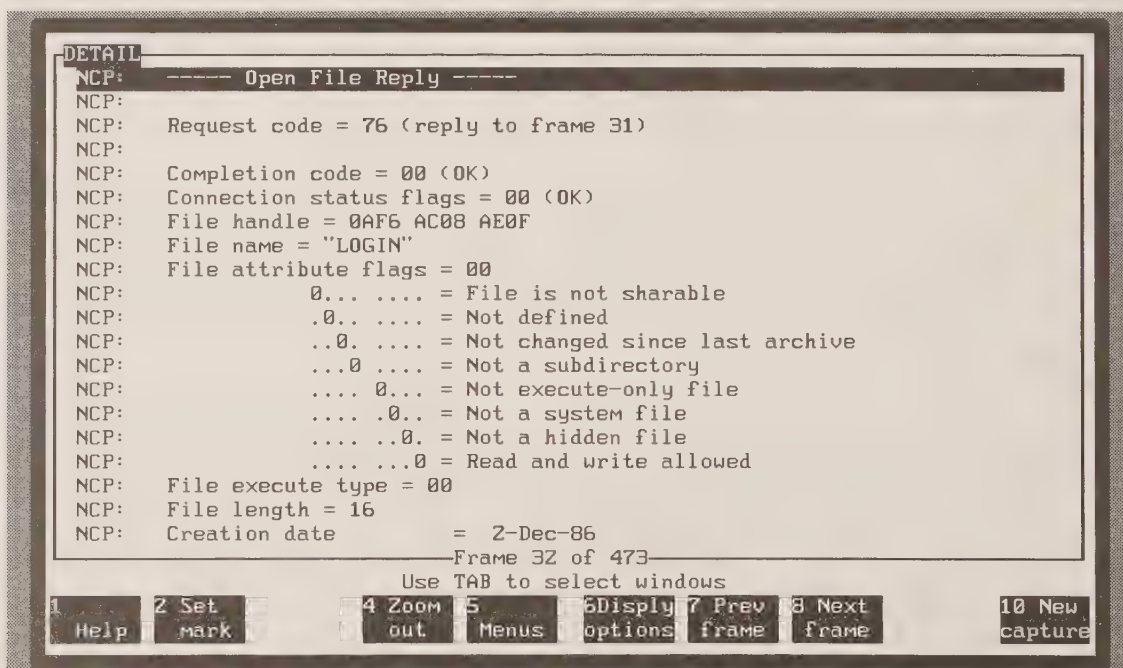 DETAIL
NCP: ----- Open File Reply -----
NCP:
NCP: Request code = 76 (reply to frame 31)
NCP:
NCP: Completion code = 00 (OK)
NCP: Connection status flags = 00 (OK)
NCP: File handle = 0AF6 AC08 AE0F
NCP: File name = "LOGIN"
NCP: File attribute flags = 00
NCP: 0... .... = File is not sharable
NCP: .0.. .... = Not defined
NCP: ..0. .... = Not changed since last archive
NCP: ...0 .... = Not a subdirectory
NCP: .... 0... = Not execute-only file
NCP: .... .0.. = Not a system file
NCP: .... ..0. = Not a hidden file
NCP: .... ...0 = Read and write allowed
NCP: File execute type = 00
NCP: File length = 16
NCP: Creation date = 2-Dec-86
Frame 32 of 473
Use TAB to select windows
1 Help 2 Set mark 4 Zoom out 5 Menus 6Disply options 7 Prev frame 8 Next frame 10 New capture